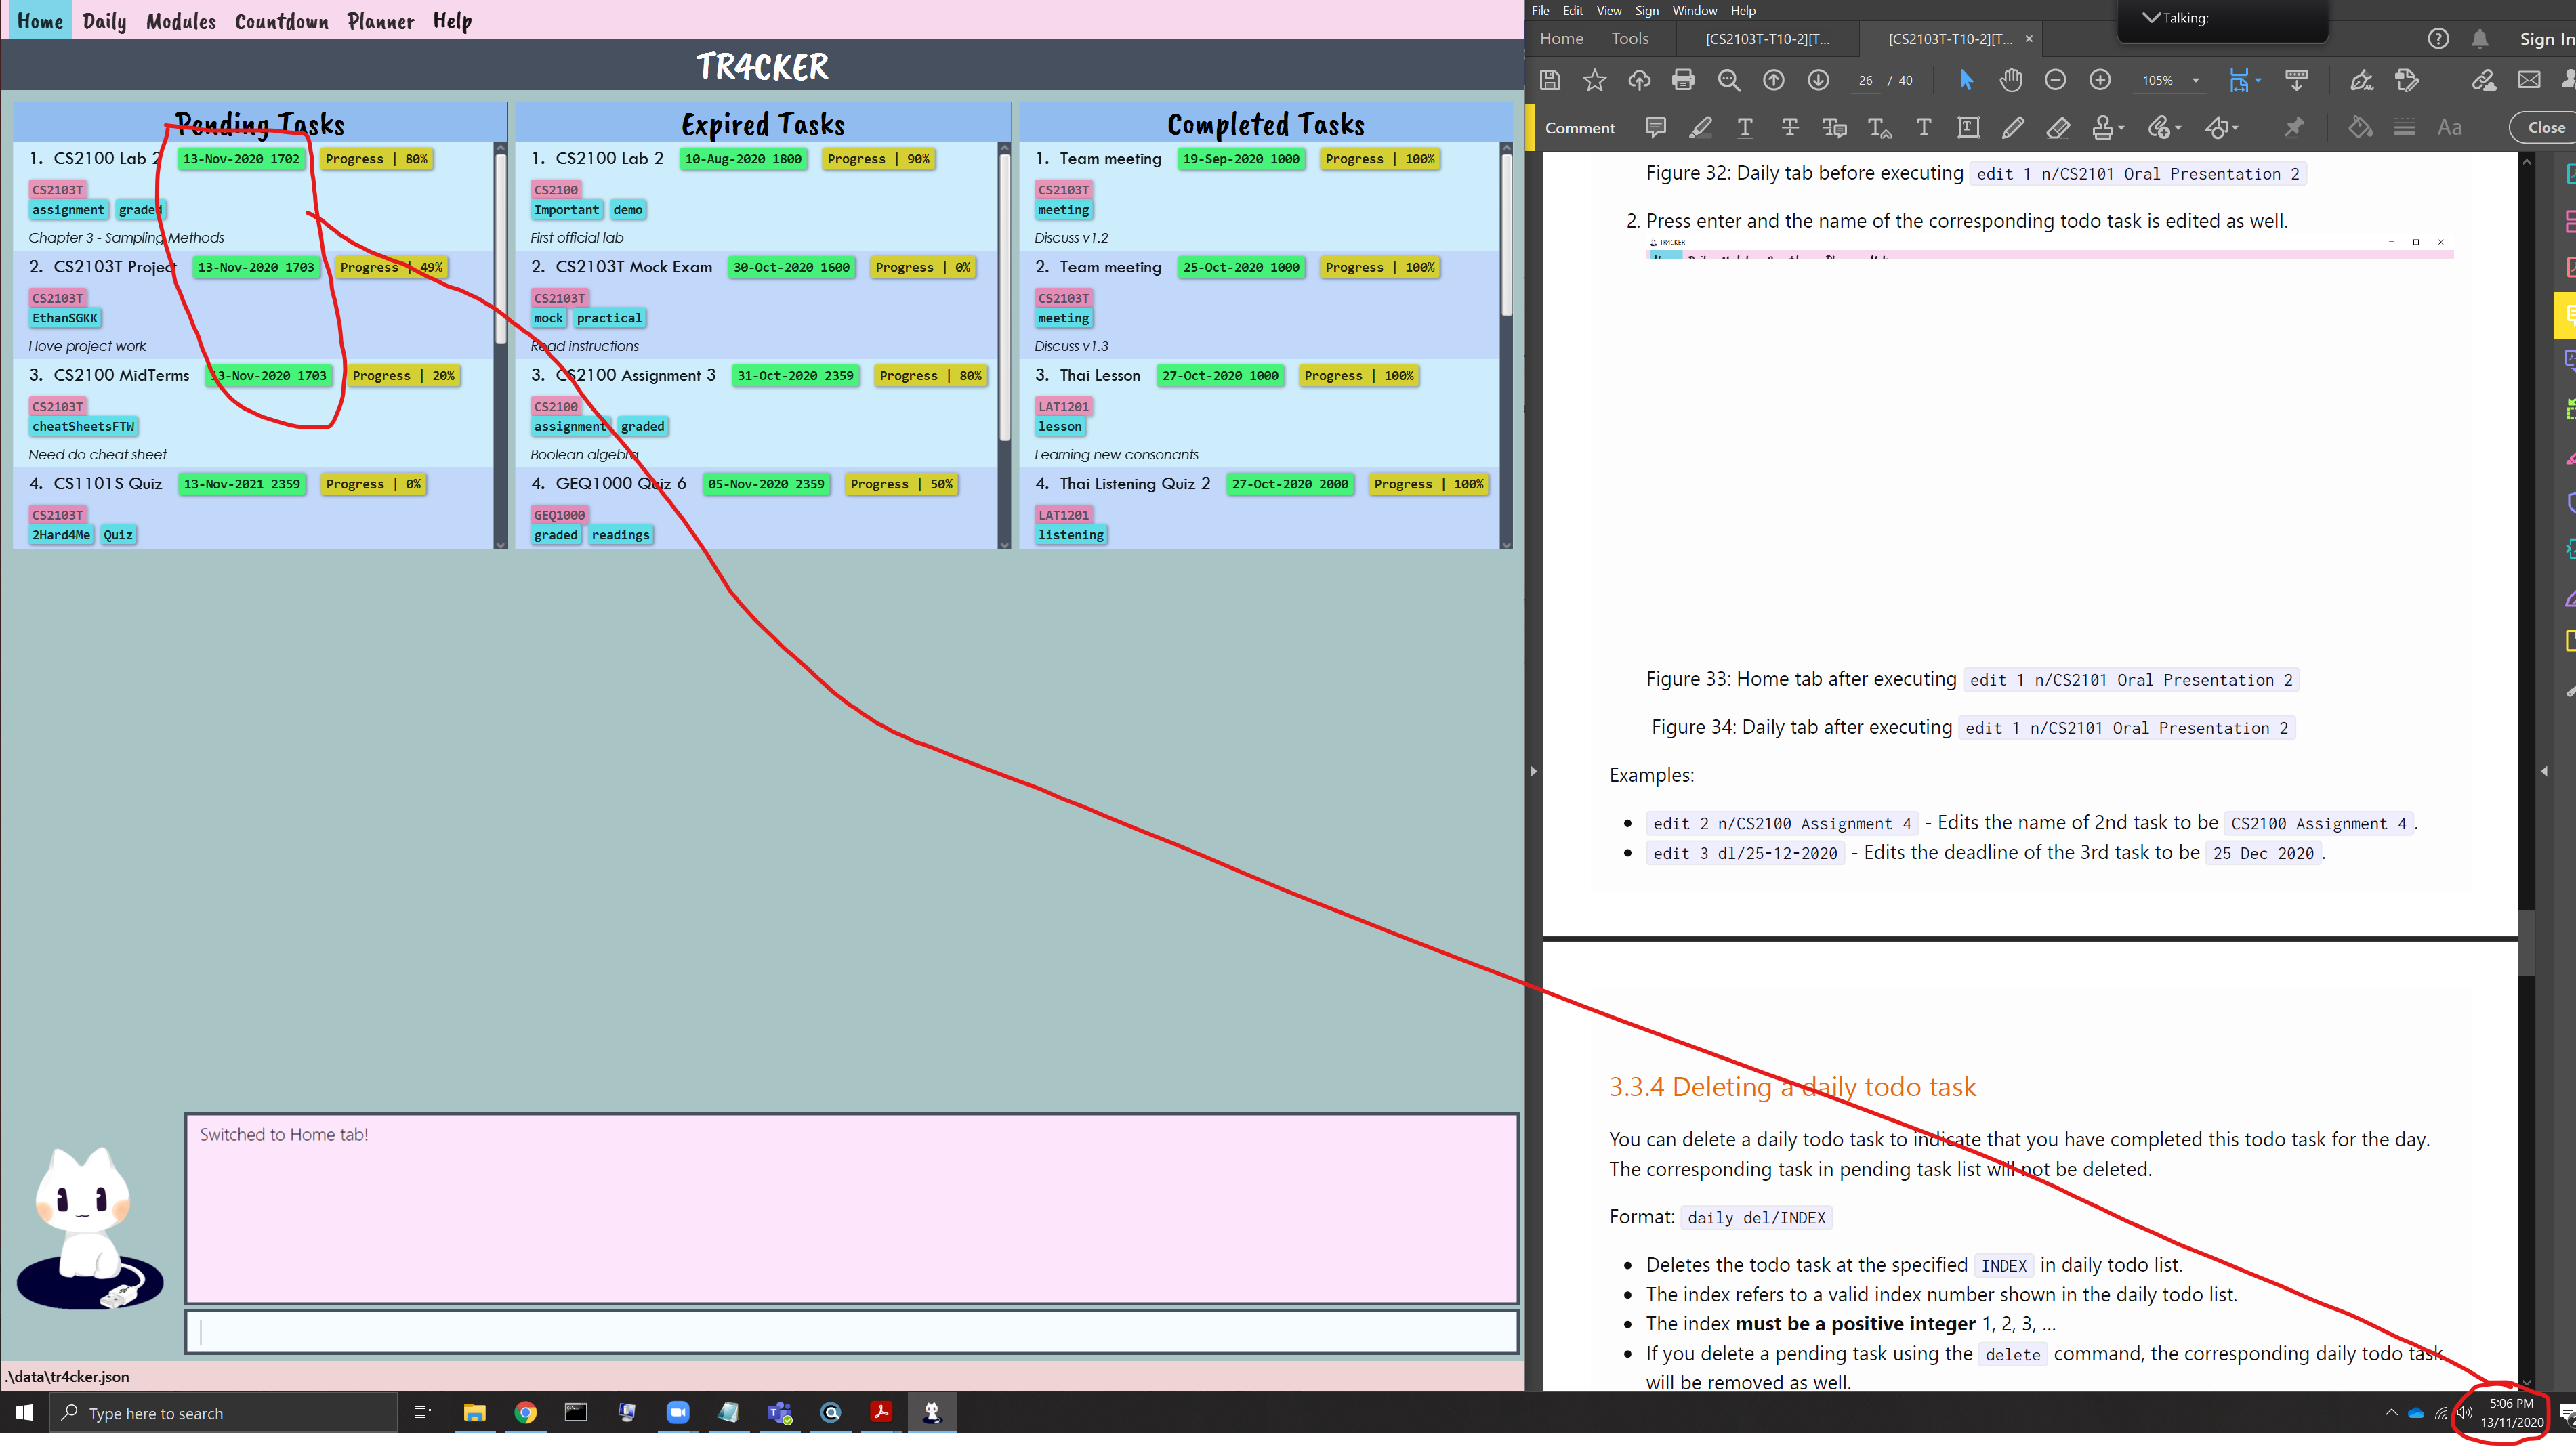 Home Daily Modules Countdown Planner Help
TR4CKER
Pending Tasks
1. CS2100 Lab 2 13-Nov-2020 1702 Progress | 80%
CS2103T
assignment graded
Chapter 3 - Sampling Methods
2. CS2103T Project 13-Nov-2020 1703 Progress | 49%
CS2103T
EthanSGKK
I love project work
3. CS2100 MidTerms 13-Nov-2020 1703 Progress | 20%
CS2103T
cheatSheetsFTW
Need do cheat sheet
4. CS1101S Quiz 13-Nov-2021 2359 Progress | 0%
CS2103T
2Hard4Me Quiz
Expired Tasks
1. CS2100 Lab 2 10-Aug-2020 1800 Progress | 90%
CS2100
Important demo
First official lab
2. CS2103T Mock Exam 30-Oct-2020 1600 Progress | 0%
CS2103T
mock practical
Read instructions
3. CS2100 Assignment 3 31-Oct-2020 2359 Progress | 80%
CS2100
assignment graded
Boolean algebra
4. GEQ1000 Quiz 6 05-Nov-2020 2359 Progress | 50%
GEQ1000
graded readings
Completed Tasks
1. Team meeting 19-Sep-2020 1000 Progress | 100%
CS2103T
meeting
Discuss v1.2
2. Team meeting 25-Oct-2020 1000 Progress | 100%
CS2103T
meeting
Discuss v1.3
3. Thai Lesson 27-Oct-2020 1000 Progress | 100%
LAT1201
lesson
Learning new consonants
4. Thai Listening Quiz 2 27-Oct-2020 2000 Progress | 100%
LAT1201
listening
Switched to Home tab!
.\data\tr4cker.json
File Edit View Sign Window Help
Talking:
Home Tools [CS2103T-T10-2][T... [CS2103T-T10-2][T... × Sign In
26 / 40 105%
Comment Aa Close
Figure 32: Daily tab before executing edit 1 n/CS2101 Oral Presentation 2
2. Press enter and the name of the corresponding todo task is edited as well.
TR4CKER
Figure 33: Home tab after executing edit 1 n/CS2101 Oral Presentation 2
Figure 34: Daily tab after executing edit 1 n/CS2101 Oral Presentation 2
Examples:
• edit 2 n/CS2100 Assignment 4 - Edits the name of 2nd task to be CS2100 Assignment 4 .
• edit 3 dl/25-12-2020 - Edits the deadline of the 3rd task to be 25 Dec 2020 .
3.3.4 Deleting a daily todo task
You can delete a daily todo task to indicate that you have completed this todo task for the day.
The corresponding task in pending task list will not be deleted.
Format: daily del/INDEX
• Deletes the todo task at the specified INDEX in daily todo list.
• The index refers to a valid index number shown in the daily todo list.
• The index must be a positive integer 1, 2, 3, ...
• If you delete a pending task using the delete command, the corresponding daily todo task
will be removed as well.
Type here to search
5:06 PM
13/11/2020